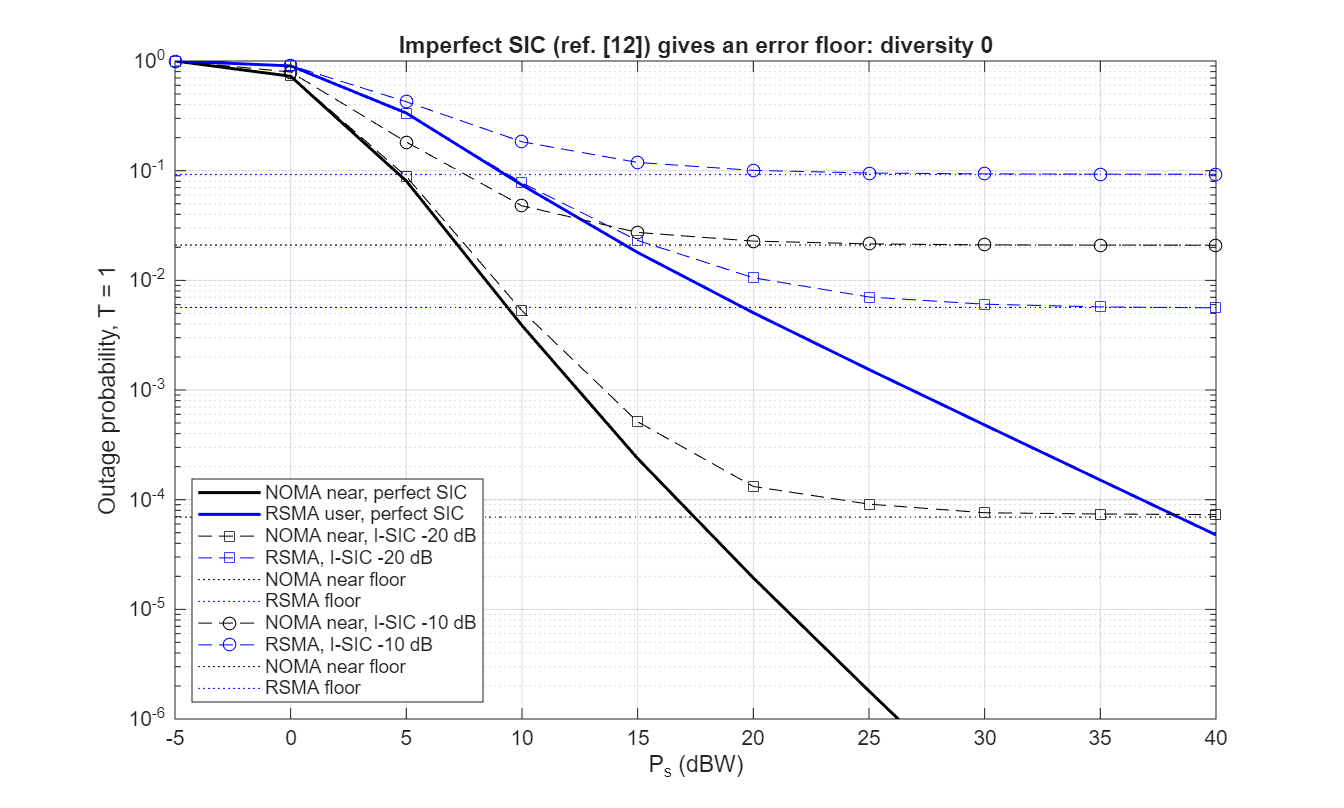 Imperfect SIC (ref. [12]) gives an error floor: diversity 0
10^0
10^-1
10^-2
10^-3
10^-4
10^-5
10^-6
Outage probability, T = 1
NOMA near, perfect SIC
RSMA user, perfect SIC
NOMA near, I-SIC -20 dB
RSMA, I-SIC -20 dB
NOMA near floor
RSMA floor
NOMA near, I-SIC -10 dB
RSMA, I-SIC -10 dB
NOMA near floor
RSMA floor
-5 0 5 10 15 20 25 30 35 40
P_s (dBW)